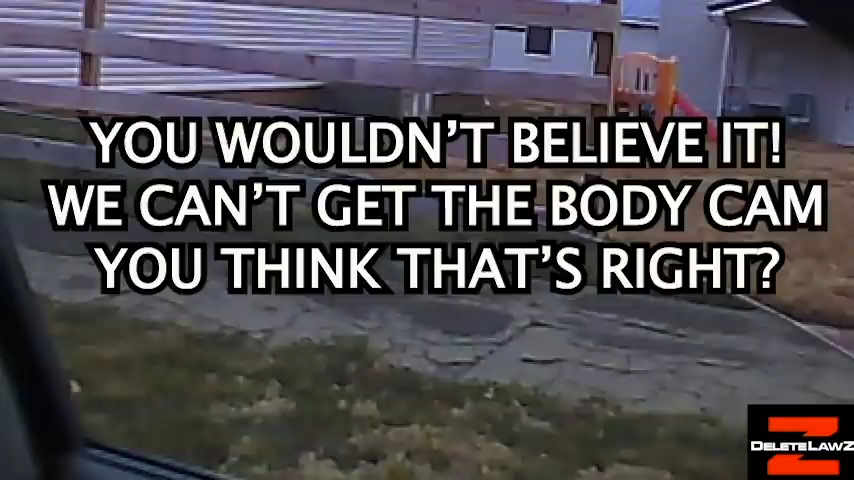 YOU WOULDN'T BELIEVE IT!
WE CAN'T GET THE BODY CAM
YOU THINK THAT'S RIGHT?
DELETELAWZ